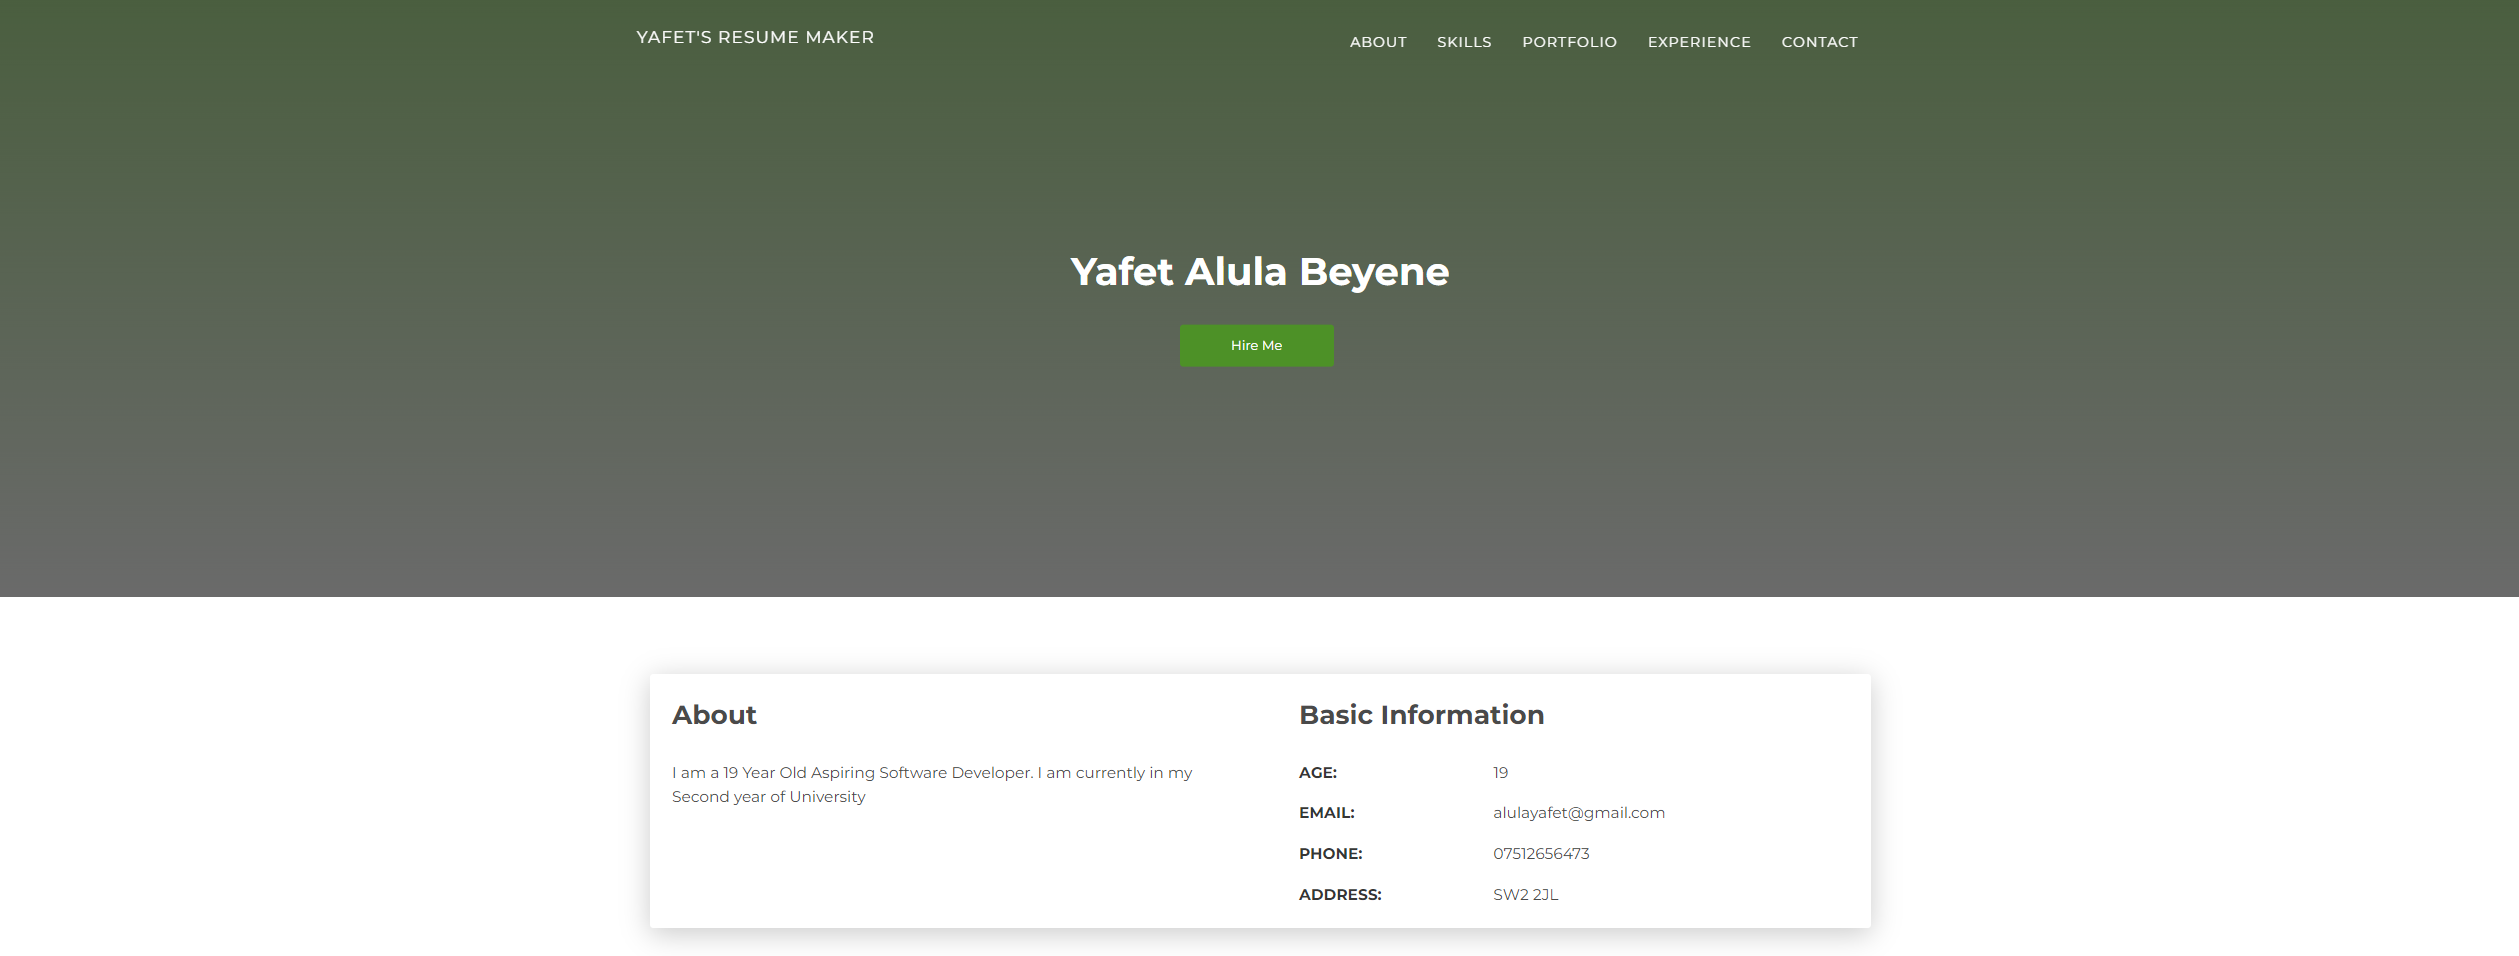 YAFET'S RESUME MAKER
ABOUT SKILLS PORTFOLIO EXPERIENCE CONTACT
Yafet Alula Beyene
Hire Me
About
I am a 19 Year Old Aspiring Software Developer. I am currently in my
Second year of University
Basic Information
AGE: 19
EMAIL: alulayafet@gmail.com
PHONE: 07512656473
ADDRESS: SW2 2JL